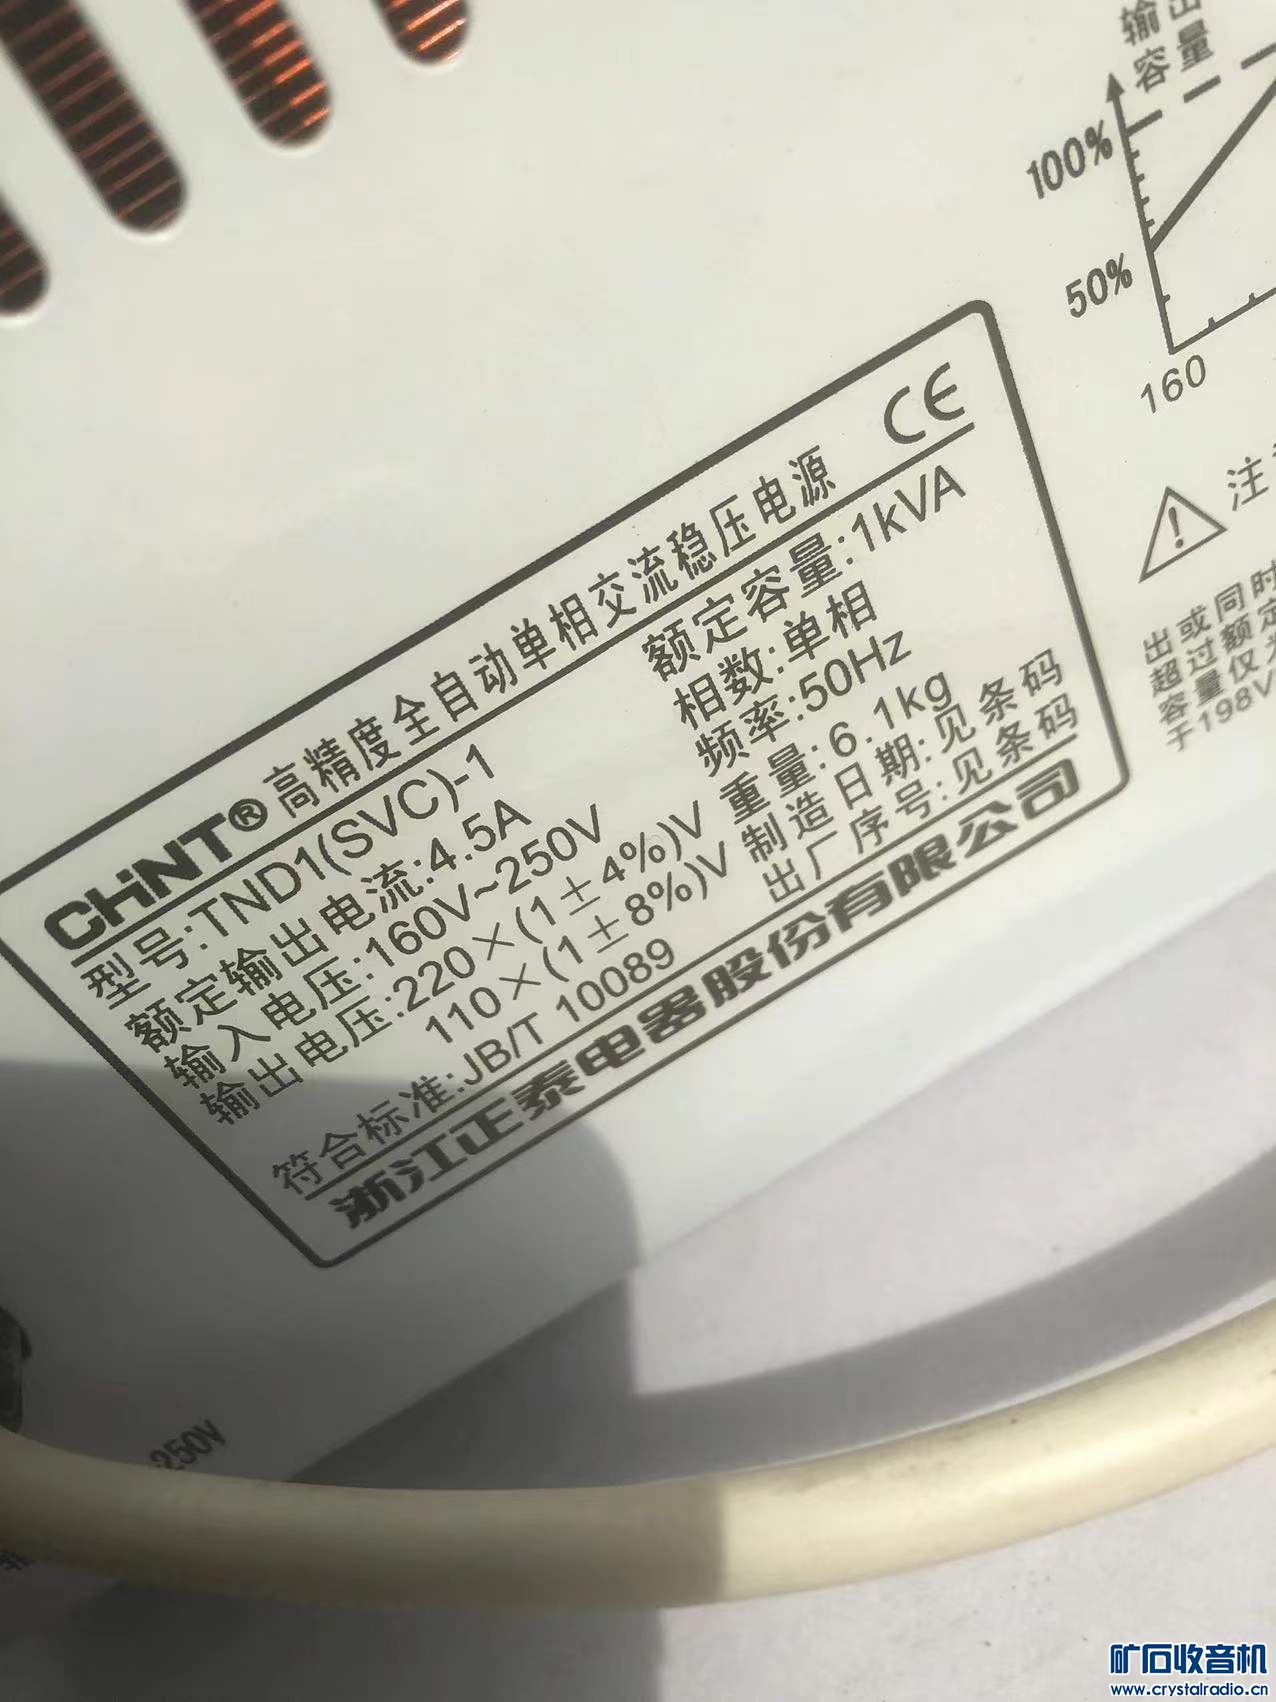 输出
容量
100%
50%
160
CHNT® 高精度全自动单相交流稳压电源 CE
型号:TND1(SVC)-1
额定输出电流:4.5A
输入电压:160V~250V
输出电压:220×(1±4%)V
110×(1±8%)V
符合标准:JB/T 10089
额定容量:1kVA
相数:单相
频率:50Hz
重量:6.1kg
制造日期:见条码
出厂序号:见条码
浙江正泰电器股份有限公司
注
出或同时
超过额定
容量仅
于198V
250V
矿石收音机
www.crystalradio.cn